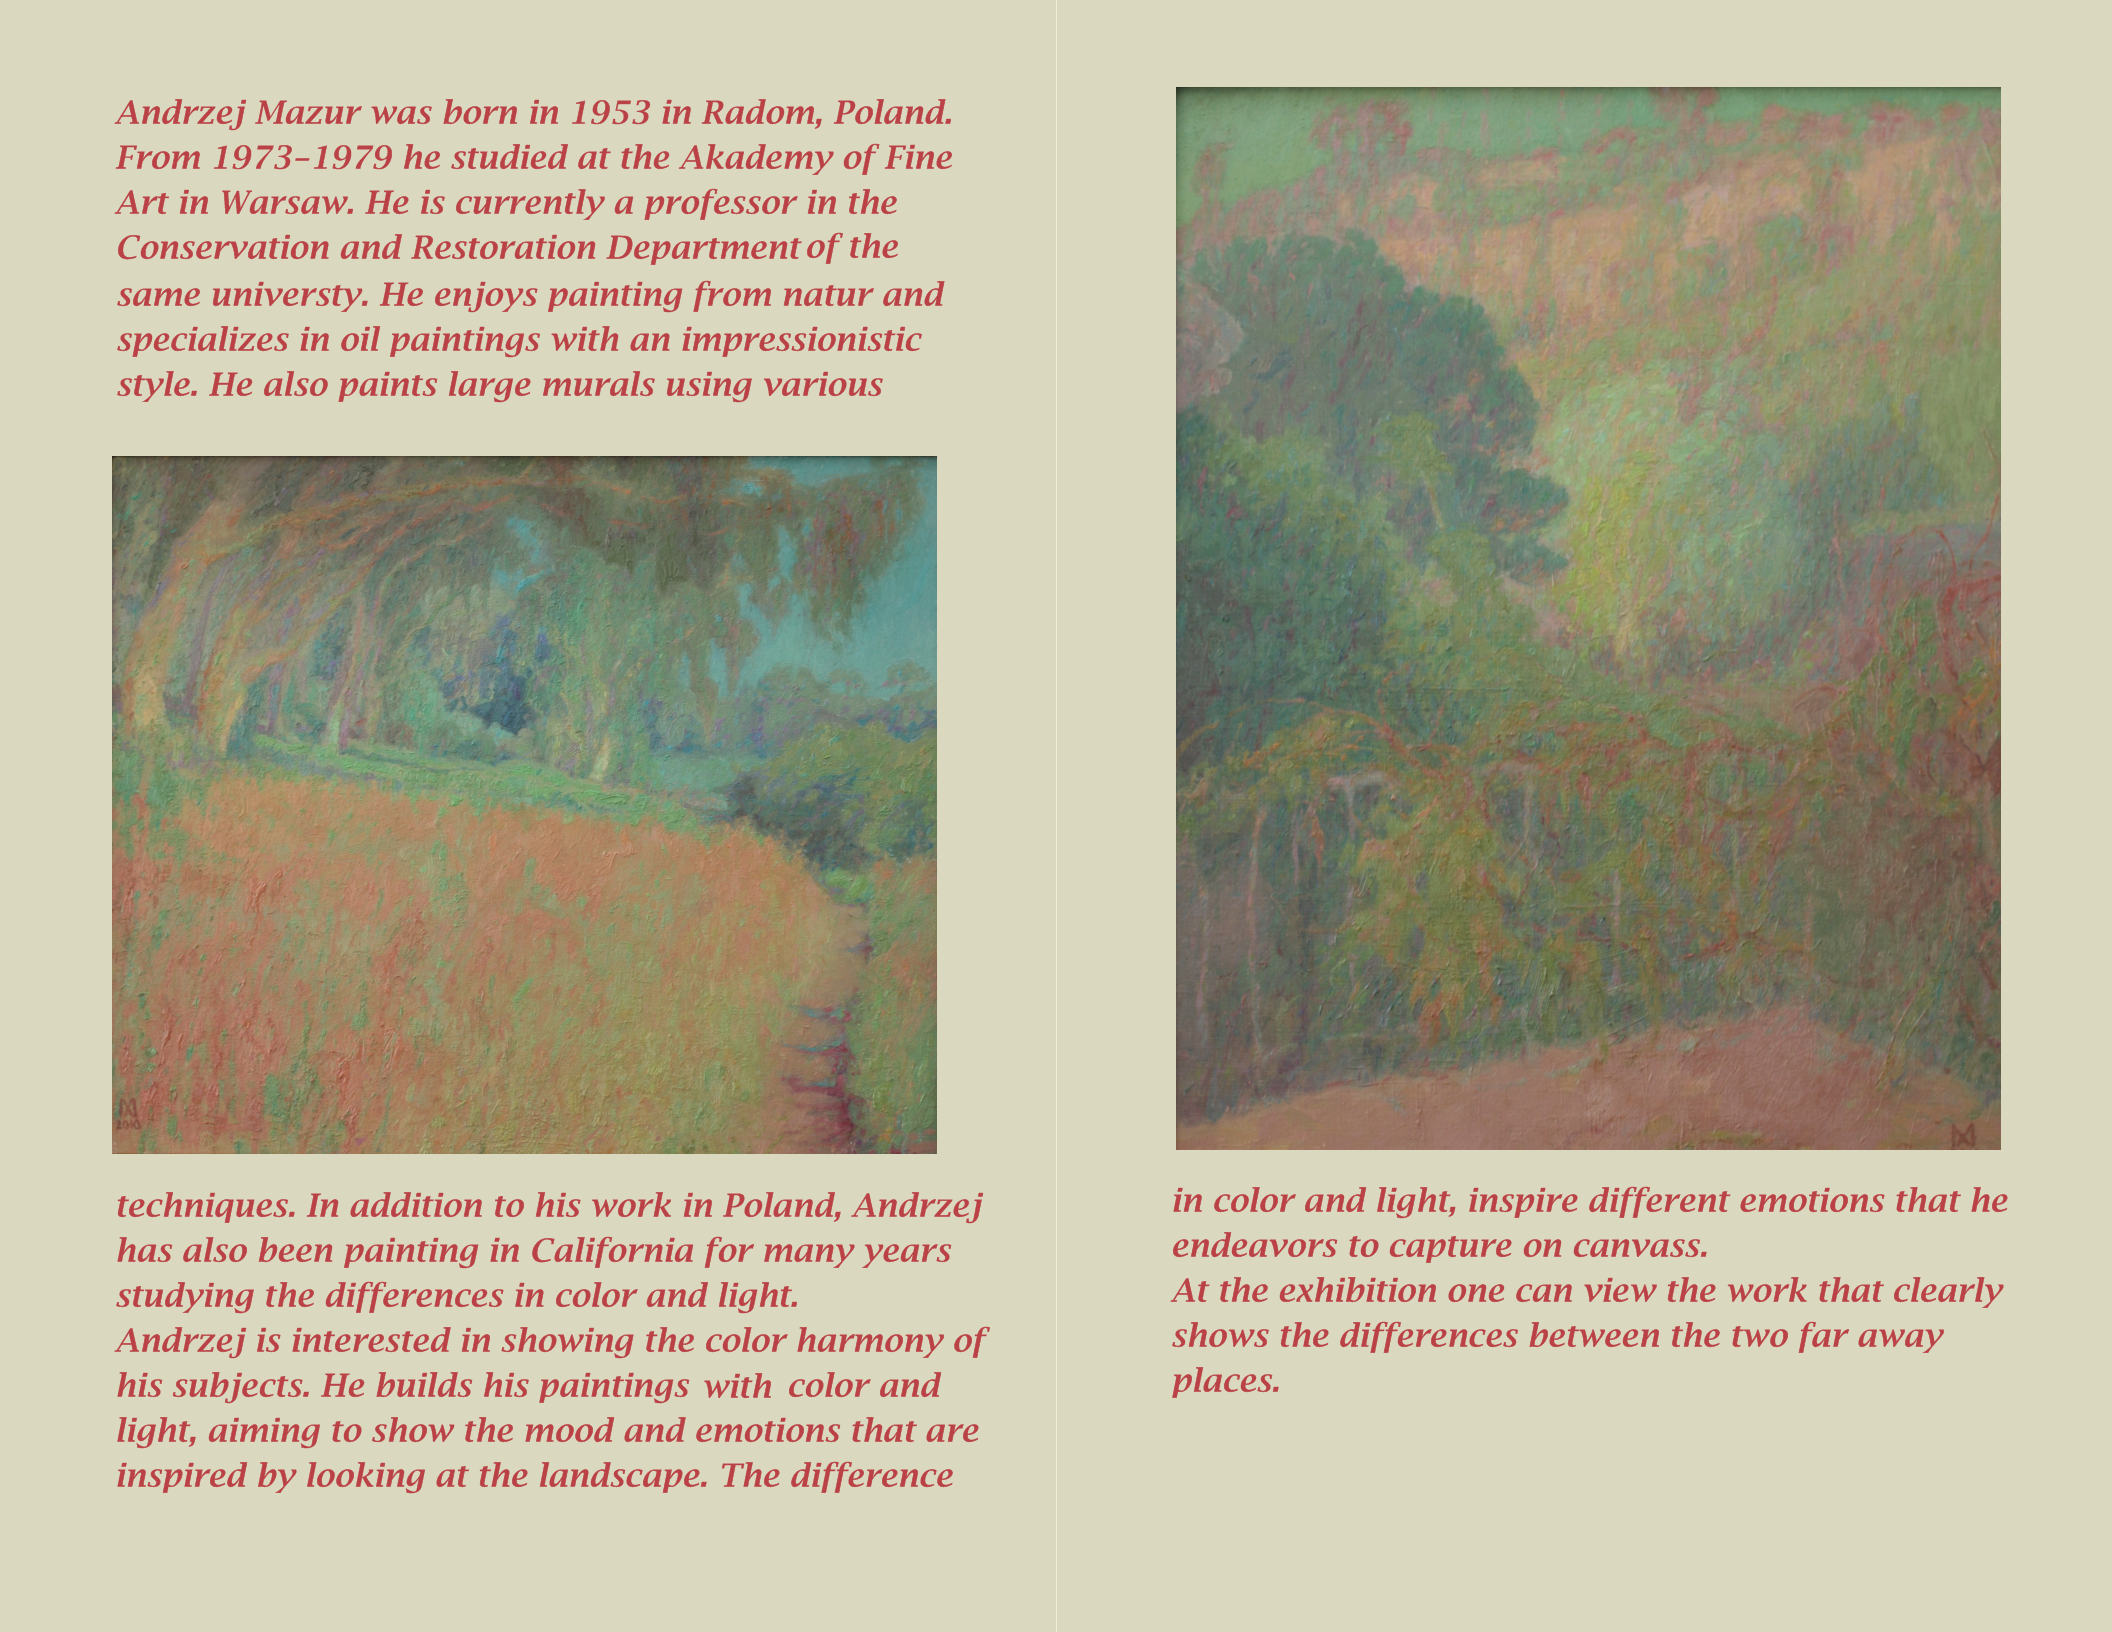 Andrzej Mazur was born in 1953 in Radom, Poland.
From 1973–1979 he studied at the Akademy of Fine
Art in Warsaw. He is currently a professor in the
Conservation and Restoration Department of the
same universty. He enjoys painting from natur and
specializes in oil paintings with an impressionistic
style. He also paints large murals using various
2010
techniques. In addition to his work in Poland, Andrzej
has also been painting in California for many years
studying the differences in color and light.
Andrzej is interested in showing the color harmony of
his subjects. He builds his paintings with color and
light, aiming to show the mood and emotions that are
inspired by looking at the landscape. The difference
in color and light, inspire different emotions that he
endeavors to capture on canvass.
At the exhibition one can view the work that clearly
shows the differences between the two far away
places.